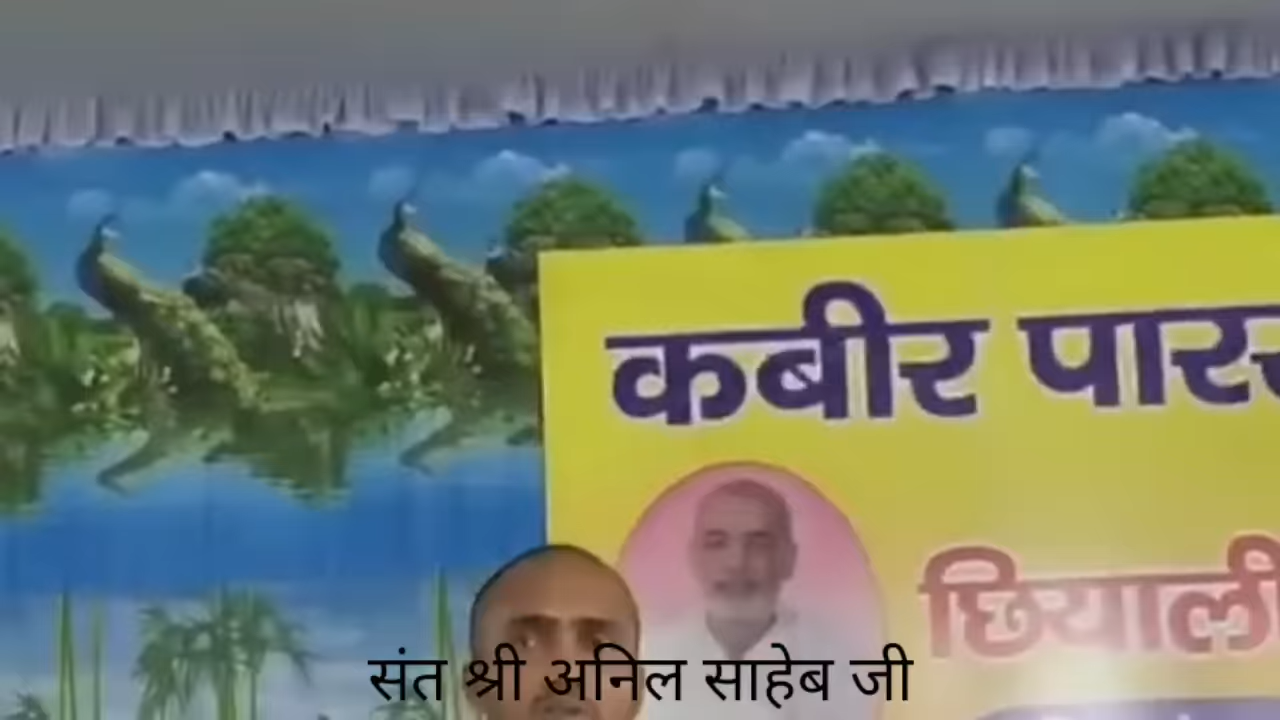 कबीर
छियाली
संत श्री अनिल साहेब जी